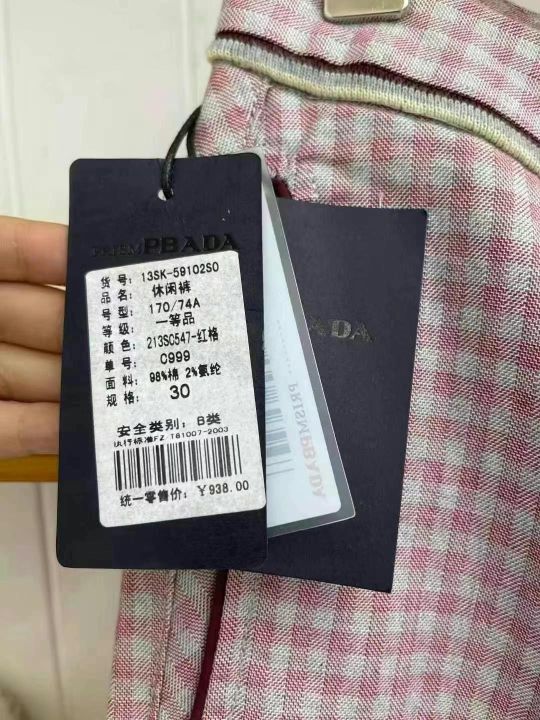 PRISMPBADA
货 号: 13SK-59102S0
品 名: 休闲裤
号 型: 170/74A
等 级: 一等品
颜 色: 213SC547-红格
单 号: C999
面 料: 98%棉 2%氨纶
规 格: 30
安全类别: B类
执行标准FZ/T81007-2003
统一零售价: ¥938.00
PRISMPBADA